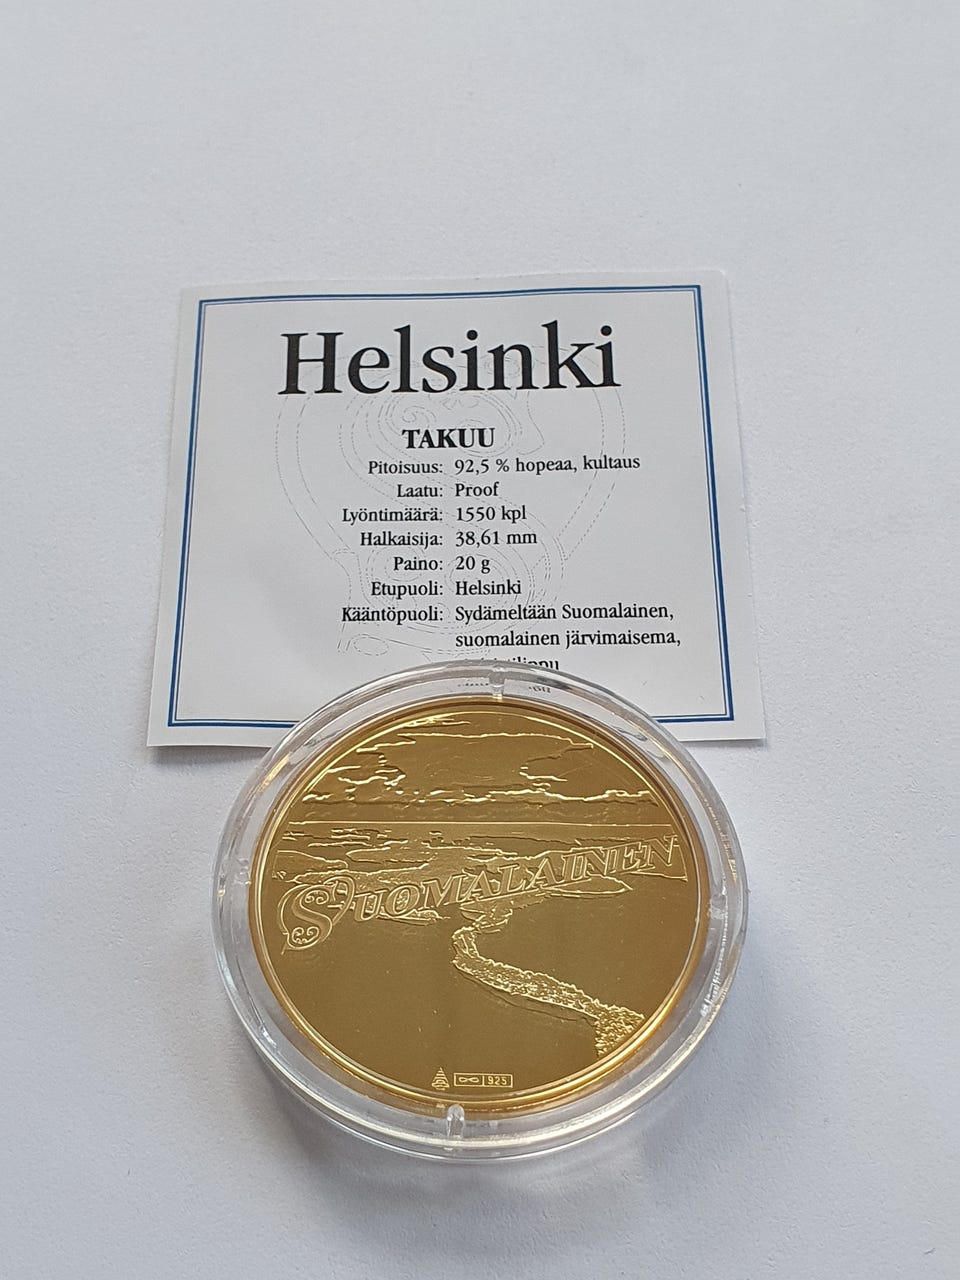 Helsinki
TAKUU
Pitoisuus: 92,5 % hopeaa, kultaus
Laatu: Proof
Lyöntimäärä: 1550 kpl
Halkaisija: 38,61 mm
Paino: 20 g
Etupuoli: Helsinki
Kääntöpuoli: Sydämeltään Suomalainen,
suomalainen järvimaisema,
SUOMALAINEN
925